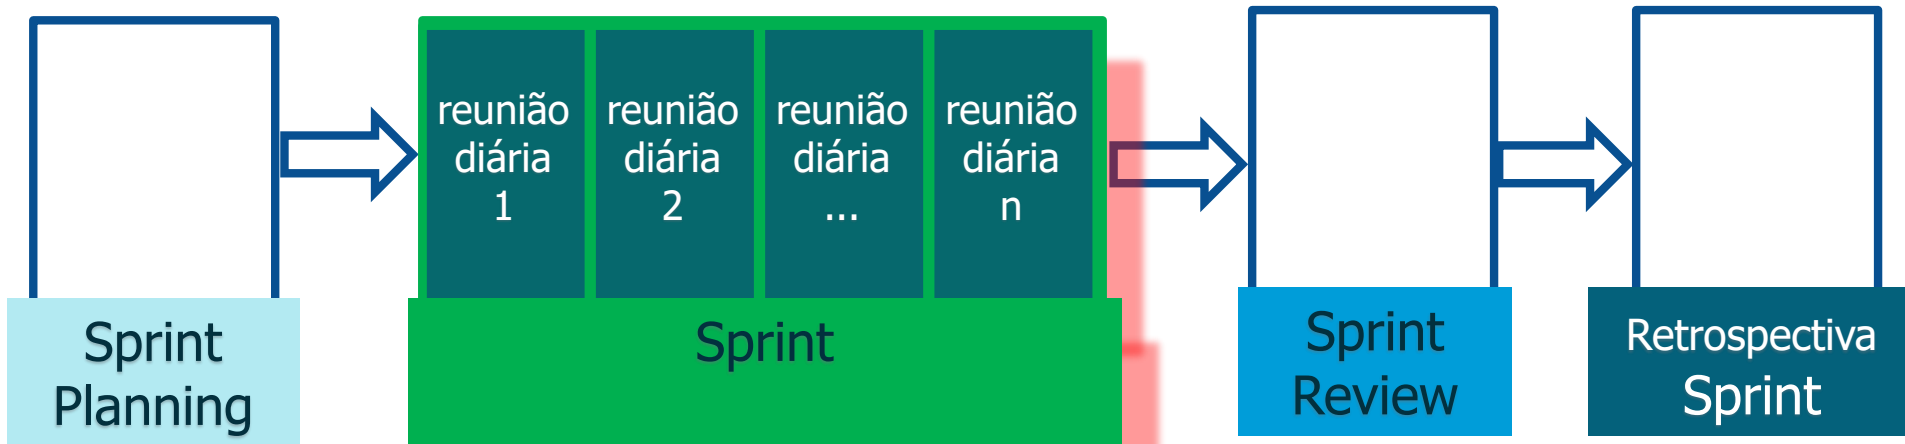 reunião
diária
1
reunião
diária
2
reunião
diária
...
reunião
diária
n
Sprint
Planning
Sprint
Sprint
Review
Retrospectiva
Sprint